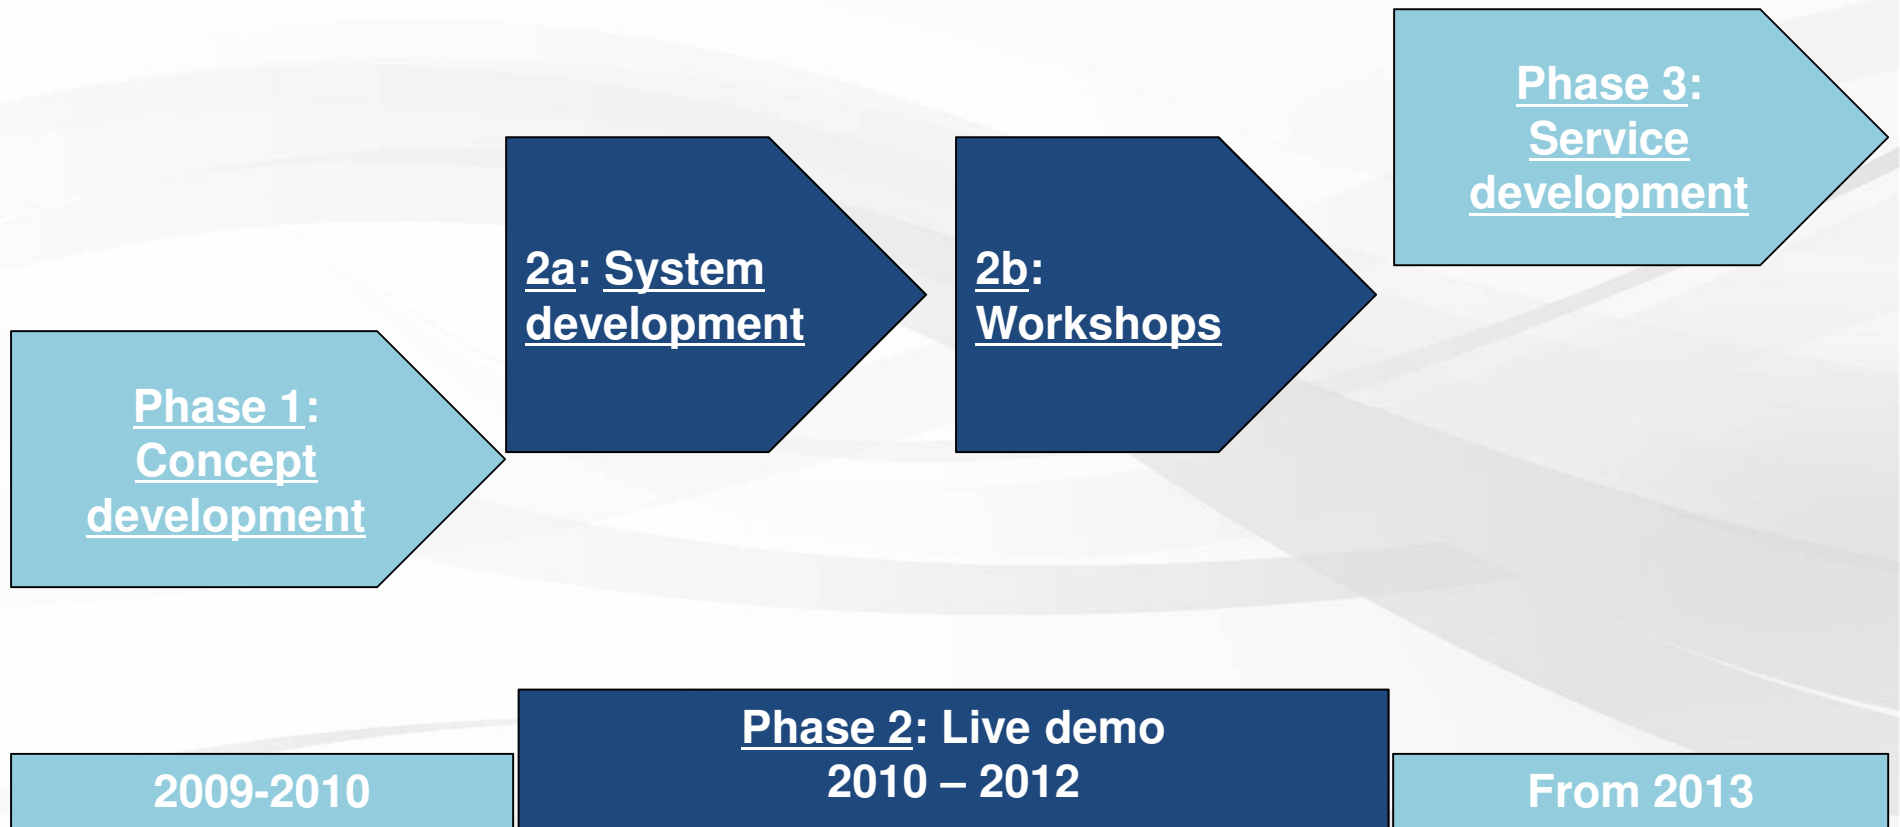 Phase 1:
Concept
development
2a: System
development
2b:
Workshops
Phase 3:
Service
development
2009-2010
Phase 2: Live demo
2010 – 2012
From 2013